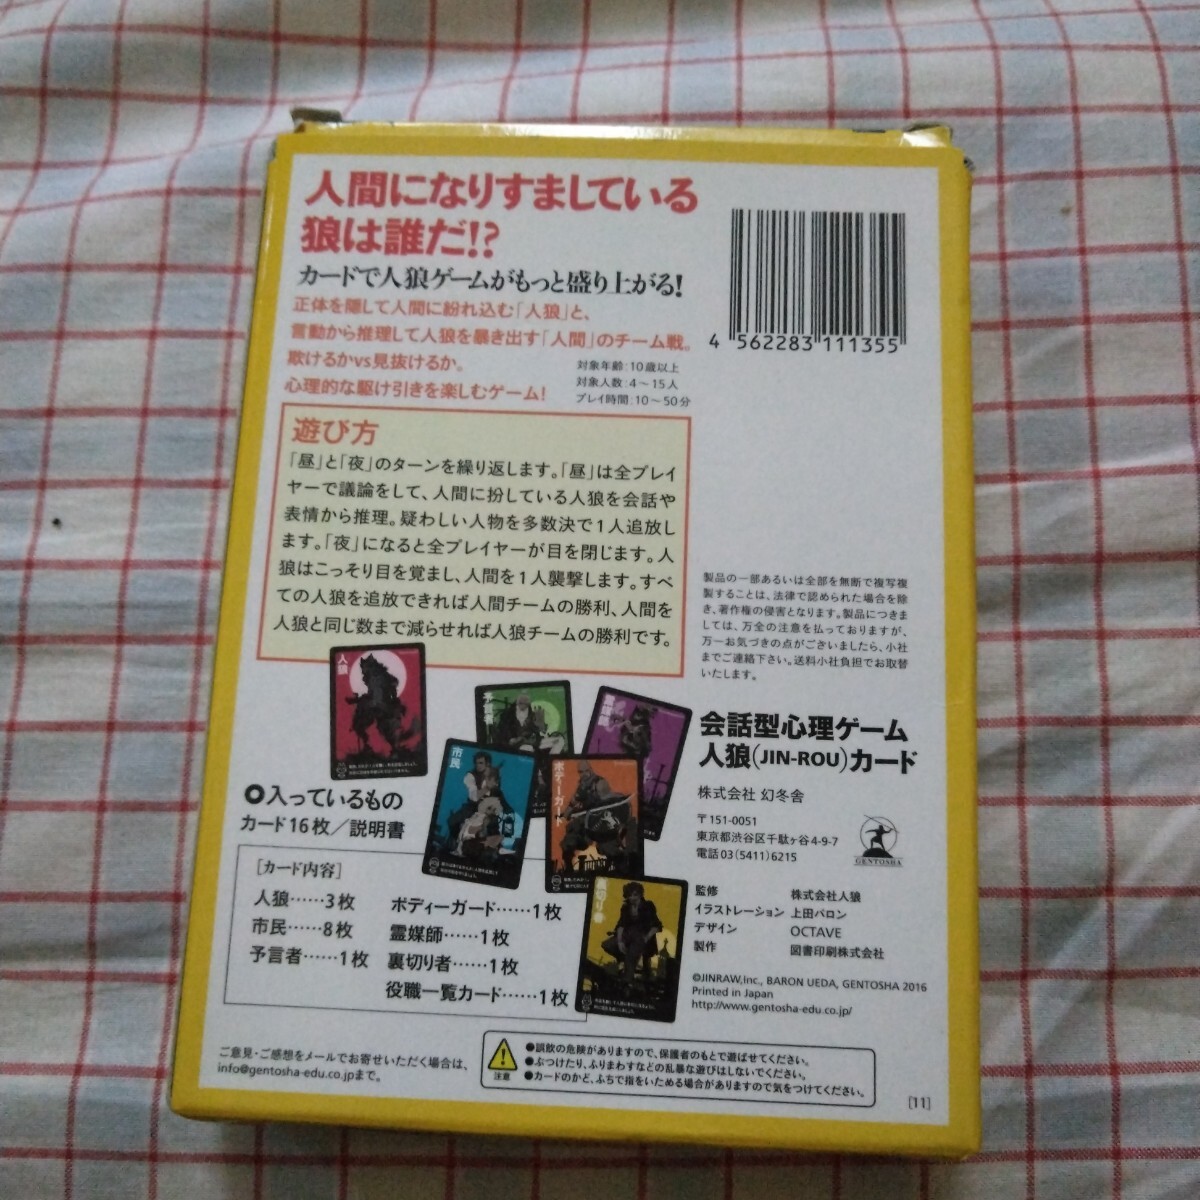 人間になりすましている
狼は誰だ!?
カードで人狼ゲームがもっと盛り上がる!
正体を隠して人間に紛れ込む「人狼」と、
言動から推理して人狼を暴き出す「人間」のチーム戦。
欺けるかvs見抜けるか。
心理的な駆け引きを楽しむゲーム!
対象年齢:10歳以上
対象人数:4～15人
プレイ時間:10～50分
4 562283 111355
遊び方
「昼」と「夜」のターンを繰り返します。「昼」は全プレイ
ヤーで議論をして、人間に扮している人狼を会話や
表情から推理。疑わしい人物を多数決で1人追放し
ます。「夜」になると全プレイヤーが目を閉じます。人
狼はこっそり目を覚まし、人間を1人襲撃します。すべ
ての人狼を追放できれば人間チームの勝利、人間を
人狼と同じ数まで減らせれば人狼チームの勝利です。
製品の一部あるいは全部を無断で複写複
製することは、法律で認められた場合を除
き、著作権の侵害となります。製品につきま
しては、万全の注意を払っておりますが、
万一お気づきの点がございましたら、小社
までご連絡下さい。送料小社負担でお取替
いたします。
人狼
予言者
霊媒師
市民
ボディーガード
裏切り者
入っているもの
カード16枚／説明書
[カード内容]
人狼……3枚
市民……8枚
予言者……1枚
ボディーガード……1枚
霊媒師……1枚
裏切り者……1枚
役職一覧カード……1枚
会話型心理ゲーム
人狼(JIN-ROU)カード
株式会社 幻冬舎
〒151-0051
東京都渋谷区千駄ヶ谷4-9-7
電話03(5411)6215
GENTOSHA
監修 株式会社人狼
イラストレーション 上田バロン
デザイン OCTAVE
製作 図書印刷株式会社
©JINRAW,Inc., BARON UEDA, GENTOSHA 2016
Printed in Japan
http://www.gentosha-edu.co.jp/
ご意見・ご感想をメールでお寄せいただく場合は、
info@gentosha-edu.co.jpまで。
注意
●誤飲の危険がありますので、保護者のもとで遊ばせてください。
●ぶつけたり、ふりまわすなどの乱暴な遊びはしないでください。
●カードのかど、ふちで指をいためる場合がありますので気をつけてください。
[11]